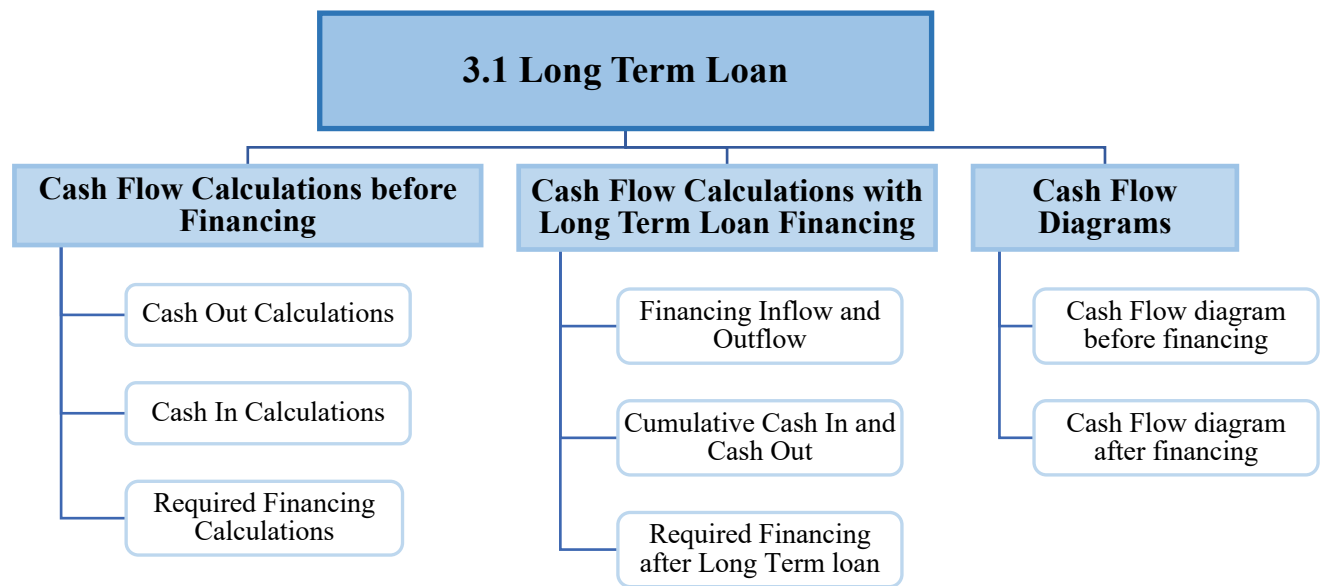 3.1 Long Term Loan
Cash Flow Calculations before
Financing
Cash Out Calculations
Cash In Calculations
Required Financing
Calculations
Cash Flow Calculations with
Long Term Loan Financing
Financing Inflow and
Outflow
Cumulative Cash In and
Cash Out
Required Financing
after Long Term loan
Cash Flow
Diagrams
Cash Flow diagram
before financing
Cash Flow diagram
after financing